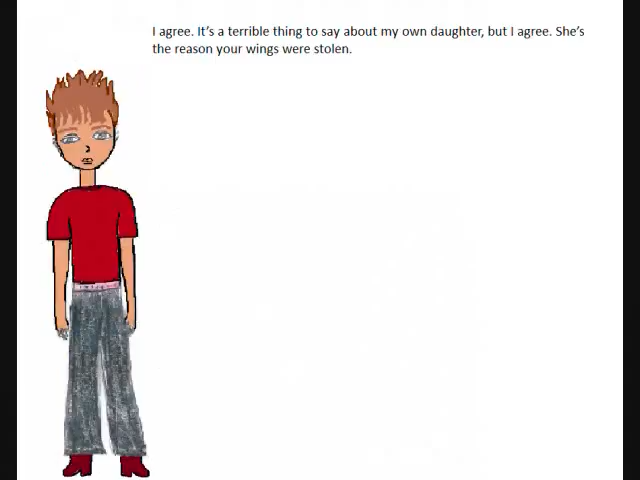 I agree. It’s a terrible thing to say about my own daughter, but I agree. She’s
the reason your wings were stolen.